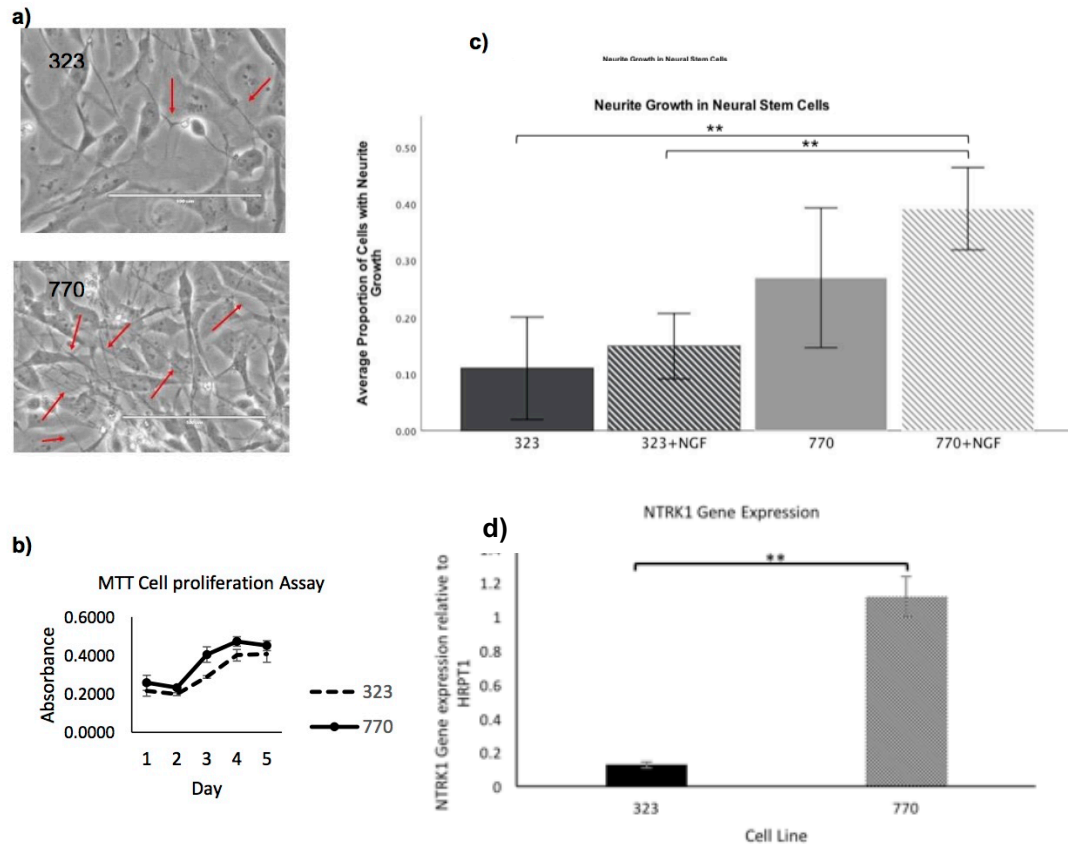 a)
323
770
b)
MTT Cell proliferation Assay
Absorbance
0.6000
0.4000
0.2000
0.0000
1 2 3 4 5
Day
323
770
c)
Neurite Growth in Neural Stem Cells
Neurite Growth in Neural Stem Cells
Average Proportion of Cells with Neurite
Growth
0.50
0.40
0.30
0.20
0.10
0.00
**
**
323 323+NGF 770 770+NGF
d)
NTRK1 Gene Expression
NTRK1 Gene expression relative to
HRPT1
1.2
1
0.8
0.6
0.4
0.2
0
**
323 770
Cell Line